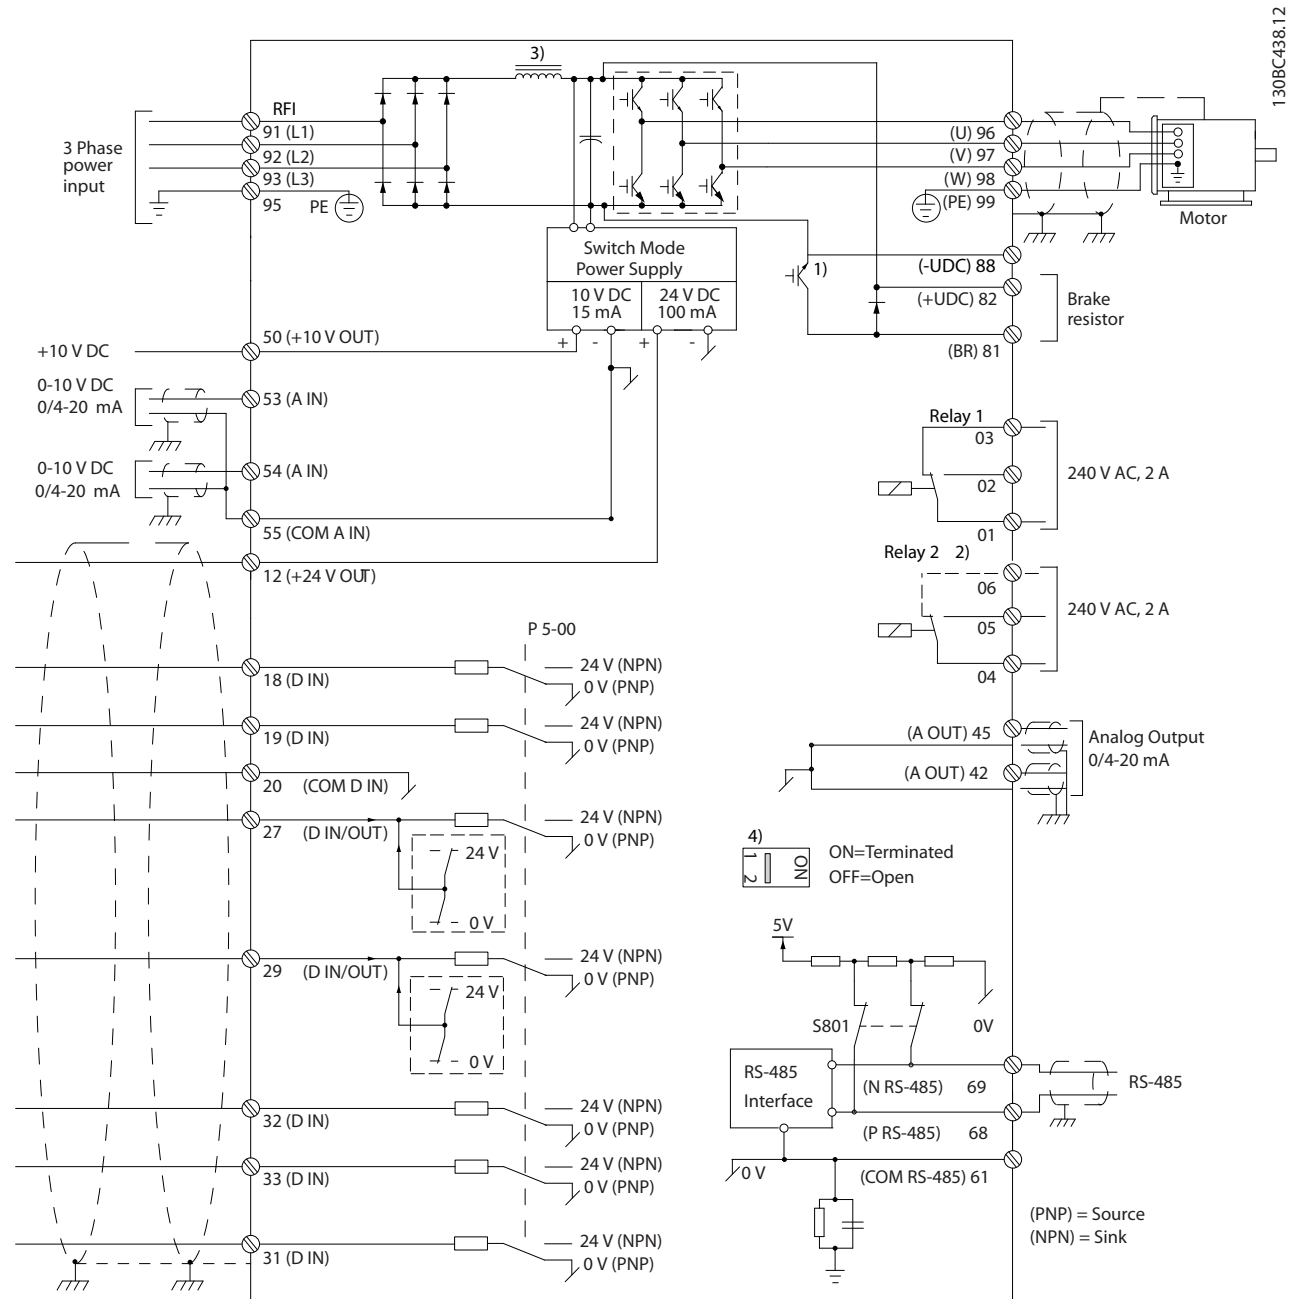 130BC438.12
3)
RFI
3 Phase
power
input
91 (L1)
92 (L2)
93 (L3)
95
PE
(U) 96
(V) 97
(W) 98
(PE) 99
Motor
Switch Mode
Power Supply
10 V DC
15 mA
24 V DC
100 mA
+ - + -
1)
(-UDC) 88
(+UDC) 82
(BR) 81
Brake
resistor
+10 V DC
50 (+10 V OUT)
0-10 V DC
0/4-20 mA
53 (A IN)
0-10 V DC
0/4-20 mA
54 (A IN)
55 (COM A IN)
12 (+24 V OUT)
Relay 1
03
02
01
240 V AC, 2 A
Relay 2 2)
06
05
04
240 V AC, 2 A
P 5-00
18 (D IN)
24 V (NPN)
0 V (PNP)
19 (D IN)
24 V (NPN)
0 V (PNP)
20 (COM D IN)
27 (D IN/OUT)
24 V (NPN)
0 V (PNP)
24 V
0 V
29 (D IN/OUT)
24 V (NPN)
0 V (PNP)
24 V
0 V
32 (D IN)
24 V (NPN)
0 V (PNP)
33 (D IN)
24 V (NPN)
0 V (PNP)
31 (D IN)
24 V (NPN)
0 V (PNP)
(A OUT) 45
(A OUT) 42
Analog Output
0/4-20 mA
4)
1 2
ON
ON=Terminated
OFF=Open
5V
S801
0V
RS-485
Interface
(N RS-485) 69
(P RS-485) 68
RS-485
0 V
(COM RS-485) 61
(PNP) = Source
(NPN) = Sink